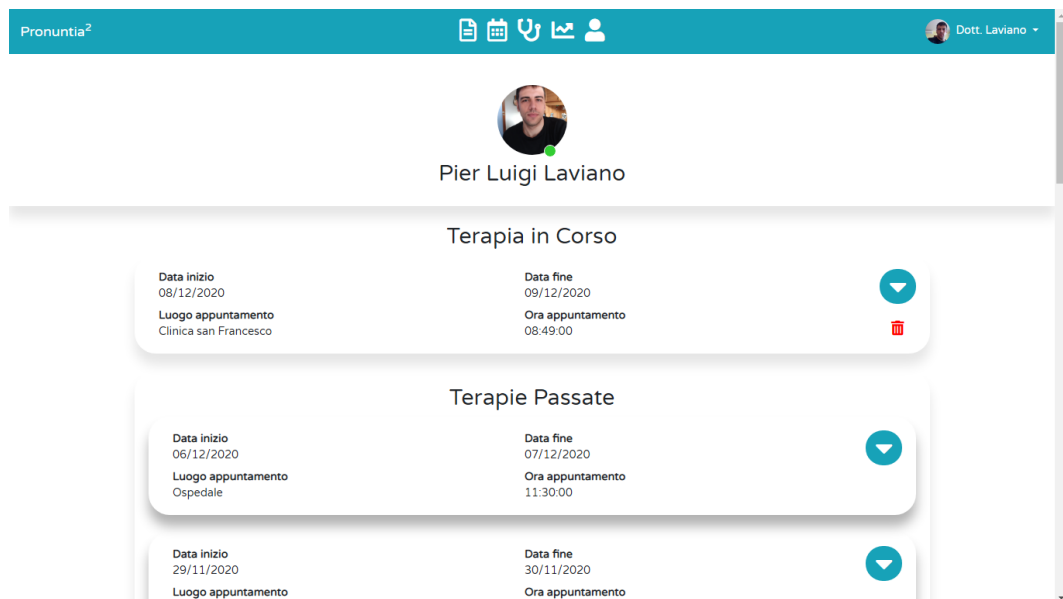 Pronuntia²
Dott. Laviano
Pier Luigi Laviano
Terapia in Corso
Data inizio
08/12/2020
Data fine
09/12/2020
Luogo appuntamento
Clinica san Francesco
Ora appuntamento
08:49:00
Terapie Passate
Data inizio
06/12/2020
Data fine
07/12/2020
Luogo appuntamento
Ospedale
Ora appuntamento
11:30:00
Data inizio
29/11/2020
Data fine
30/11/2020
Luogo appuntamento
Ora appuntamento